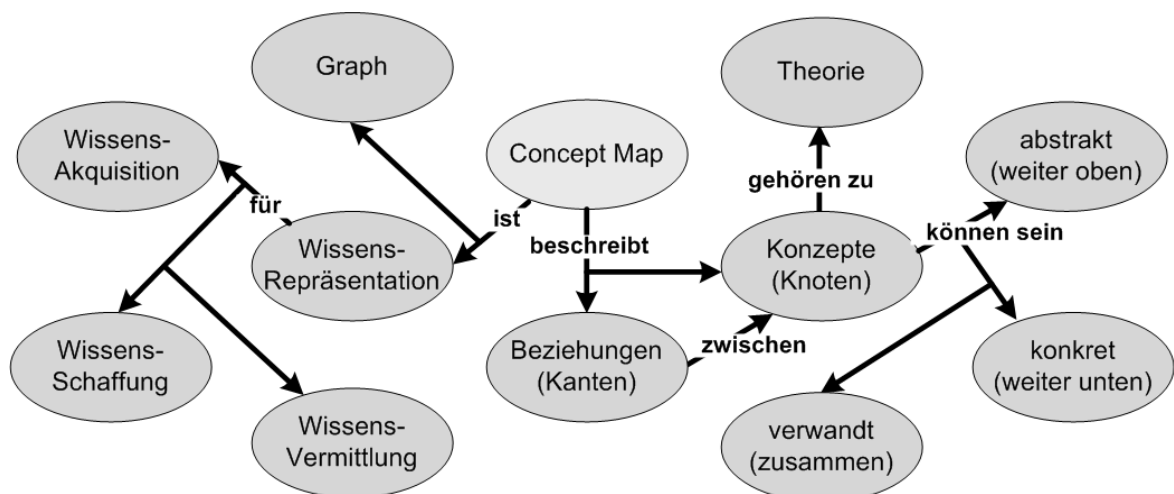 Graph
Theorie
Wissens-
Akquisition
Concept Map
abstrakt
(weiter oben)
für
ist
gehören zu
beschreibt
können sein
Wissens-
Repräsentation
Konzepte
(Knoten)
Wissens-
Schaffung
Beziehungen
(Kanten)
zwischen
konkret
(weiter unten)
Wissens-
Vermittlung
verwandt
(zusammen)